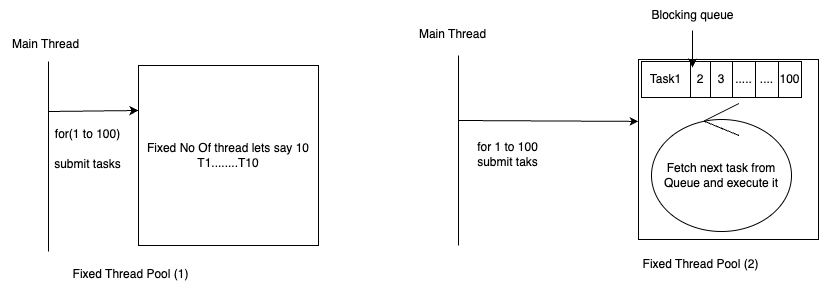 Main Thread
for(1 to 100)
submit tasks
Fixed No Of thread lets say 10
T1........T10
Fixed Thread Pool (1)
Blocking queue
Main Thread
Task1 2 3 ..... .... 100
for 1 to 100
submit taks
Fetch next task from
Queue and execute it
Fixed Thread Pool (2)